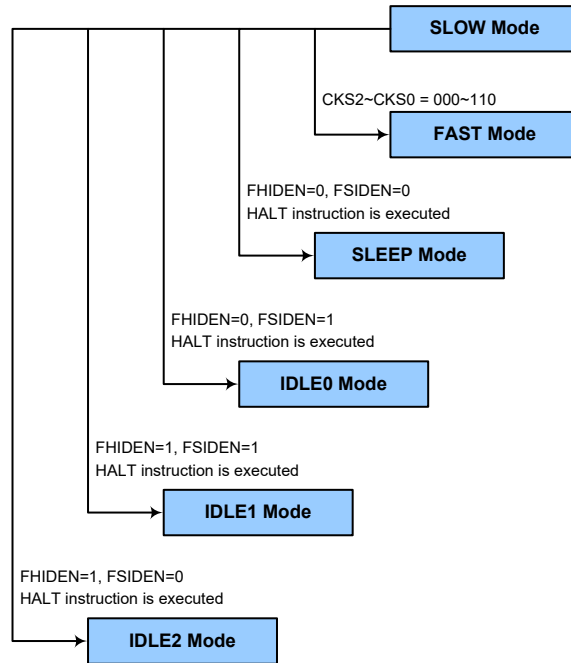 SLOW Mode
CKS2~CKS0 = 000~110
FAST Mode
FHIDEN=0, FSIDEN=0
HALT instruction is executed
SLEEP Mode
FHIDEN=0, FSIDEN=1
HALT instruction is executed
IDLE0 Mode
FHIDEN=1, FSIDEN=1
HALT instruction is executed
IDLE1 Mode
FHIDEN=1, FSIDEN=0
HALT instruction is executed
IDLE2 Mode